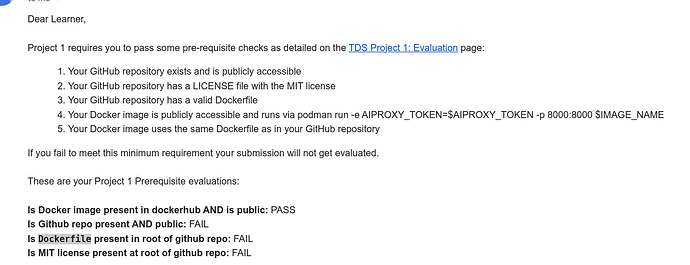 Dear Learner,
Project 1 requires you to pass some pre-requisite checks as detailed on the TDS Project 1: Evaluation page:
1. Your GitHub repository exists and is publicly accessible
2. Your GitHub repository has a LICENSE file with the MIT license
3. Your GitHub repository has a valid Dockerfile
4. Your Docker image is publicly accessible and runs via podman run -e AIPROXY_TOKEN=$AIPROXY_TOKEN -p 8000:8000 $IMAGE_NAME
5. Your Docker image uses the same Dockerfile as in your GitHub repository
If you fail to meet this minimum requirement your submission will not get evaluated.
These are your Project 1 Prerequisite evaluations:
Is Docker image present in dockerhub AND is public: PASS
Is Github repo present AND public: FAIL
Is Dockerfile present in root of github repo: FAIL
Is MIT license present at root of github repo: FAIL